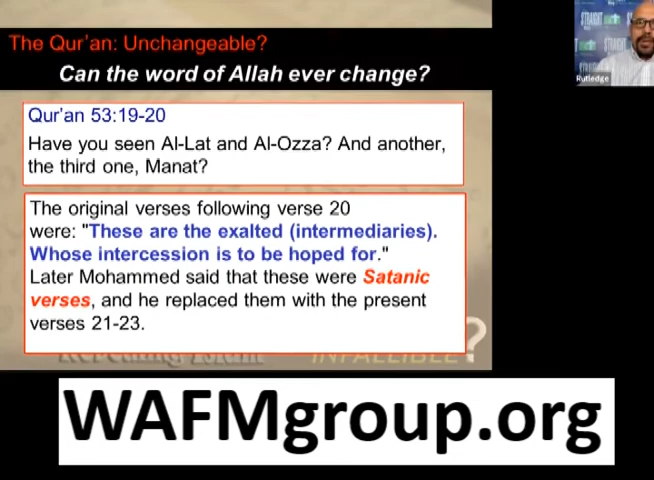 The Qur'an: Unchangeable?
Can the word of Allah ever change?
Qur'an 53:19-20
Have you seen Al-Lat and Al-Ozza? And another,
the third one, Manat?
The original verses following verse 20
were: "These are the exalted (intermediaries).
Whose intercession is to be hoped for."
Later Mohammed said that these were Satanic
verses, and he replaced them with the present
verses 21-23.
INFALLIBLE?
WAFMgroup.org
Rutledge